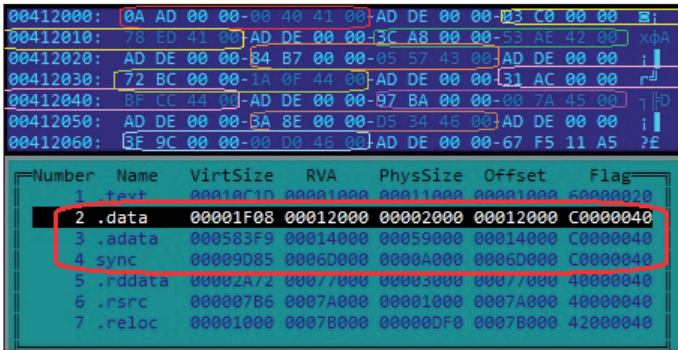 00412000: 0A AD 00 00-00 40 41 00-AD DE 00 00-03 C0 00 00
00412010: 78 ED 41 00-AD DE 00 00-3C A8 00 00-53 AE 42 00 xφA
00412020: AD DE 00 00-84 B7 00 00-05 57 43 00-AD DE 00 00
00412030: 72 BC 00 00-1A 0F 44 00-AD DE 00 00-31 AC 00 00 r╝
00412040: BF CC 44 00-AD DE 00 00-97 BA 00 00-00 7A 45 00
00412050: AD DE 00 00-3A 8E 00 00-D5 34 46 00-AD DE 00 00
00412060: 3F 9C 00 00-00 D0 46 00-AD DE 00 00-67 F5 11 A5 ?£
Number Name VirtSize RVA PhysSize Offset Flag
1 .text 00010C1D 00001000 00011000 00001000 60000020
2 .data 00001F08 00012000 00002000 00012000 C0000040
3 .adata 000583F9 00014000 00059000 00014000 C0000040
4 sync 00009D85 0006D000 0000A000 0006D000 C0000040
5 .rddata 00002A72 00077000 00003000 00077000 40000040
6 .rsrc 000007B6 0007A000 00001000 0007A000 40000040
7 .reloc 00001000 0007B000 00000DF0 0007B000 42000040